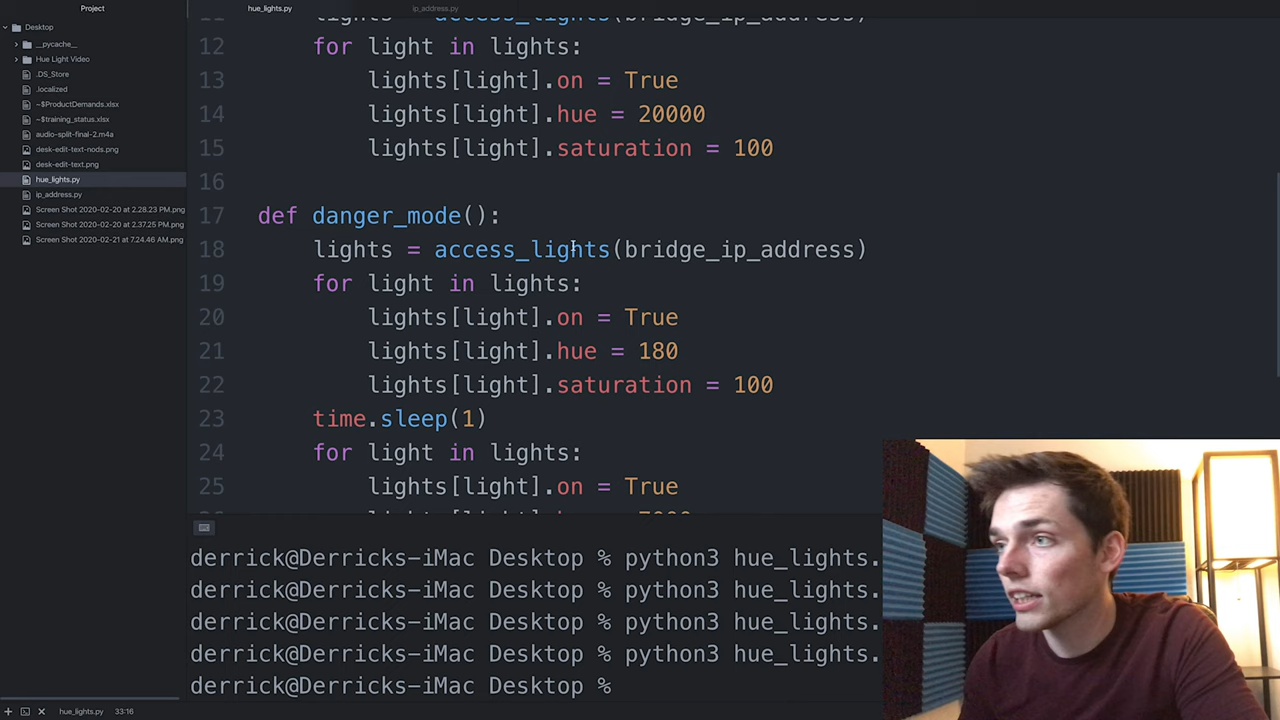 Project
hue_lights.py
ip_address.py
Desktop
__pycache__
Hue Light Video
.DS_Store
.localized
~$ProductDemands.xlsx
~$training_status.xlsx
audio-split-final-2.m4a
desk-edit-text-nods.png
desk-edit-text.png
hue_lights.py
ip_address.py
Screen Shot 2020-02-20 at 2.28.23 PM.png
Screen Shot 2020-02-20 at 2.37.25 PM.png
Screen Shot 2020-02-21 at 7.24.46 AM.png
11 lights = access_lights(bridge_ip_address)
12 for light in lights:
13 lights[light].on = True
14 lights[light].hue = 20000
15 lights[light].saturation = 100
16
17 def danger_mode():
18 lights = access_lights(bridge_ip_address)
19 for light in lights:
20 lights[light].on = True
21 lights[light].hue = 180
22 lights[light].saturation = 100
23 time.sleep(1)
24 for light in lights:
25 lights[light].on = True
derrick@Derricks-iMac Desktop % python3 hue_lights.
derrick@Derricks-iMac Desktop % python3 hue_lights.
derrick@Derricks-iMac Desktop % python3 hue_lights.
derrick@Derricks-iMac Desktop % python3 hue_lights.
derrick@Derricks-iMac Desktop %
hue_lights.py 33:16